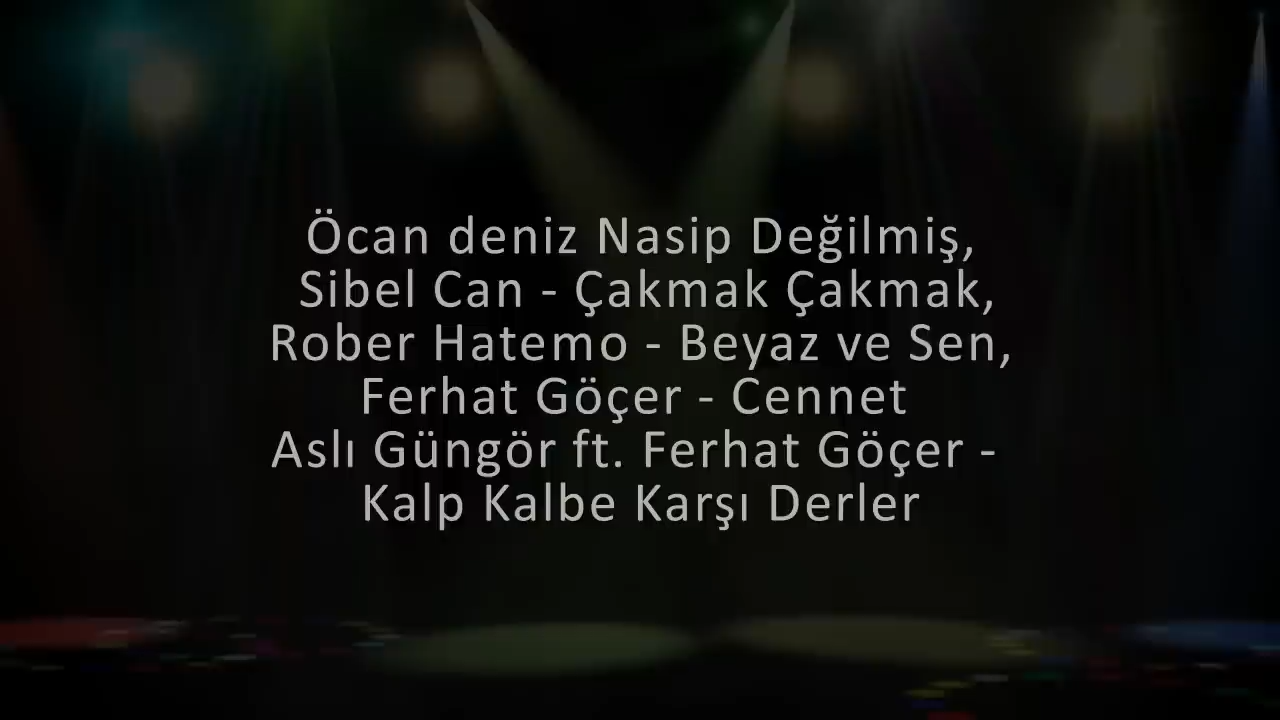 Öcan deniz Nasip Değilmiş,
Sibel Can - Çakmak Çakmak,
Rober Hatemo - Beyaz ve Sen,
Ferhat Göçer - Cennet
Aslı Güngör ft. Ferhat Göçer -
Kalp Kalbe Karşı Derler